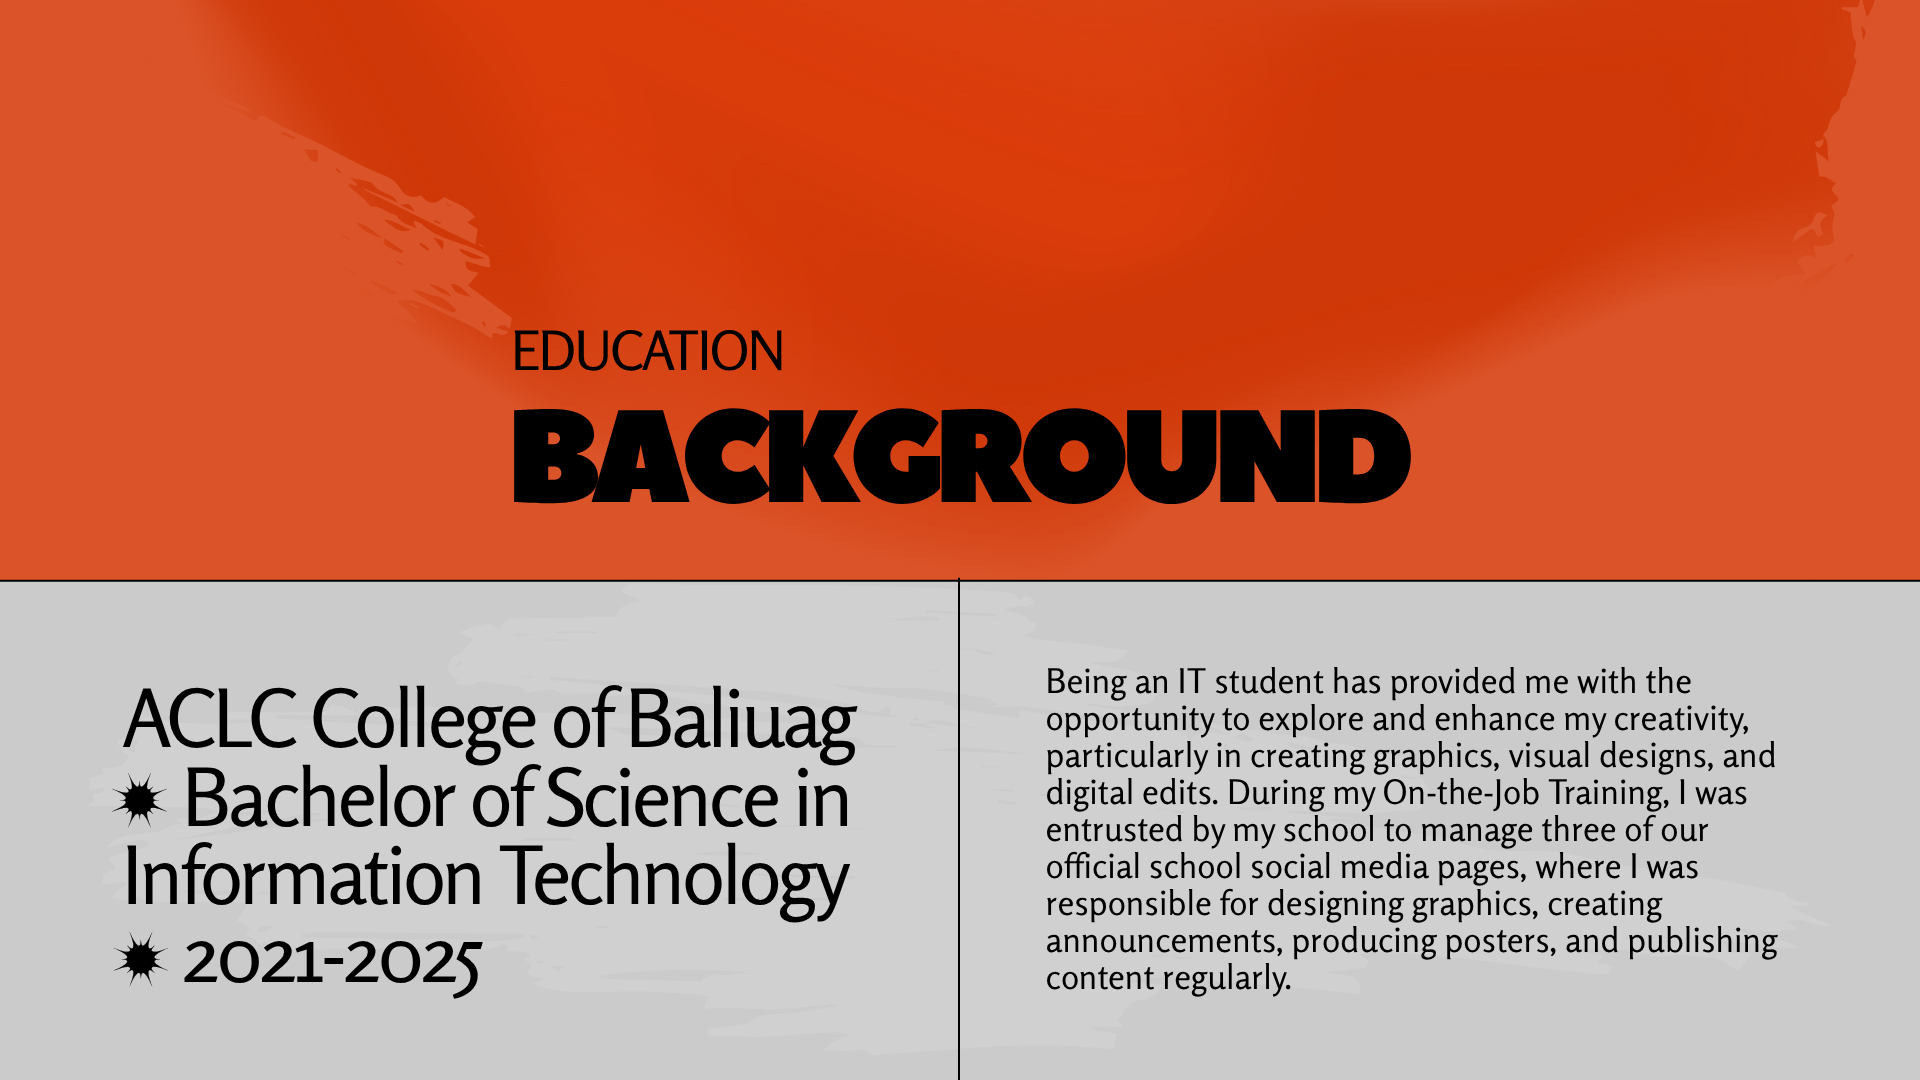 EDUCATION
BACKGROUND
ACLC College of Baliuag
Bachelor of Science in
Information Technology
2021-2025
Being an IT student has provided me with the
opportunity to explore and enhance my creativity,
particularly in creating graphics, visual designs, and
digital edits. During my On-the-Job Training, I was
entrusted by my school to manage three of our
official school social media pages, where I was
responsible for designing graphics, creating
announcements, producing posters, and publishing
content regularly.